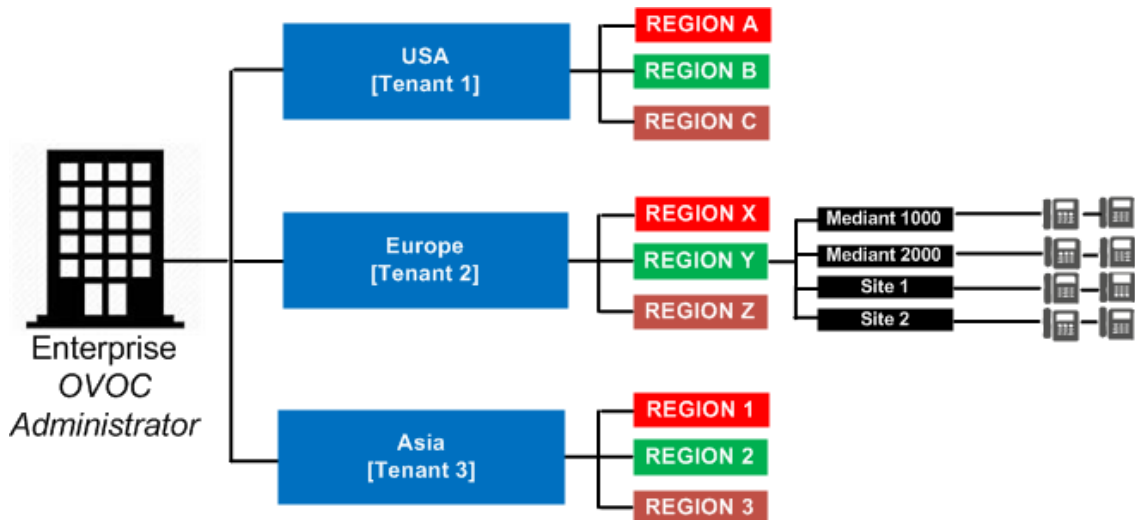 Enterprise
OVOC
Administrator
USA
[Tenant 1]
REGION A
REGION B
REGION C
Europe
[Tenant 2]
REGION X
REGION Y
REGION Z
Mediant 1000
Mediant 2000
Site 1
Site 2
Asia
[Tenant 3]
REGION 1
REGION 2
REGION 3